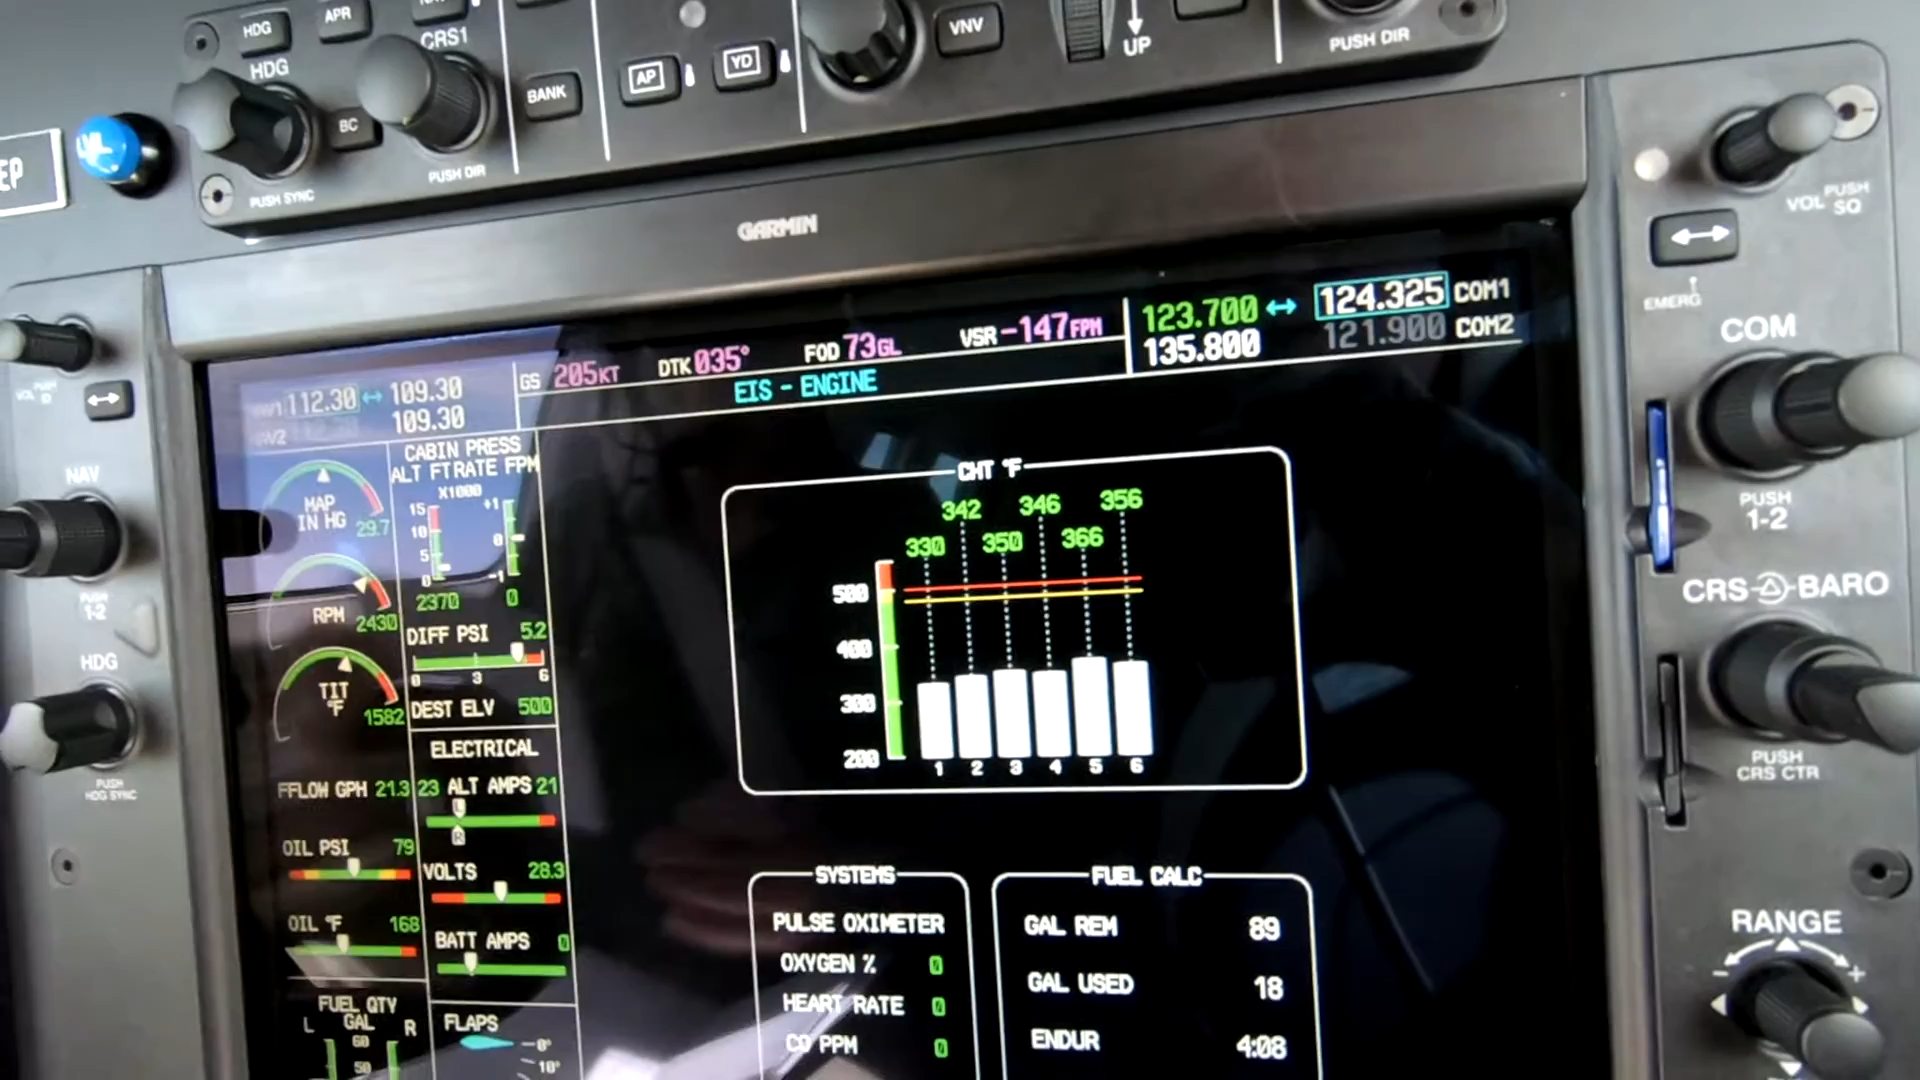 HDG
APR
CRS1
HDG
BC
BANK
AP
YD
VNV
UP
PUSH DIR
LVL
EP
PUSH SYNC
PUSH DIR
GARMIN
VOL PUSH SQ
EMERG
COM
PUSH 1-2
CRS BARO
PUSH CRS CTR
RANGE
- +
NAV
PUSH 1-2
HDG
PUSH HDG SYNC
112.30 ↔ 109.30
NAV2 109.30
GS 205KT DTK 035° FOD 73GL VSR -147FPM
EIS - ENGINE
123.700 ↔ 124.325 COM1
135.800 121.900 COM2
MAP IN HG 29.7
RPM 2430
TIT °F 1582
FFLOW GPH 21.3
OIL PSI 79
OIL °F 168
FUEL QTY
L GAL R
60
50
CABIN PRESS
ALT FT RATE FPM
X1000
15 +1
10
5 0
0 -1
2370 0
DIFF PSI 5.2
0 3 6
DEST ELV 500
ELECTRICAL
23 ALT AMPS 21
L
R
VOLTS 28.3
BATT AMPS 0
FLAPS
0°
10°
CHT °F
342 346 356
330 350 366
500
400
300
200
1 2 3 4 5 6
SYSTEMS
PULSE OXIMETER
OXYGEN % 0
HEART RATE 0
CO PPM 0
FUEL CALC
GAL REM 89
GAL USED 18
ENDUR 4:08